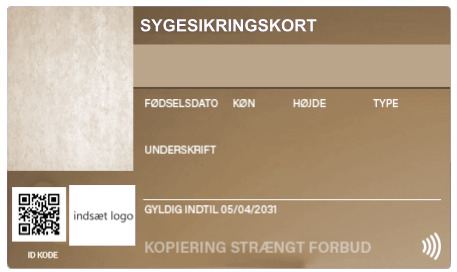 SYGESIKRINGSKORT
FØDSELSDATO KØN HØJDE TYPE
UNDERSKRIFT
indsæt logo
GYLDIG INDTIL 05/04/2031
KOPIERING STRÆNGT FORBUD
ID KODE